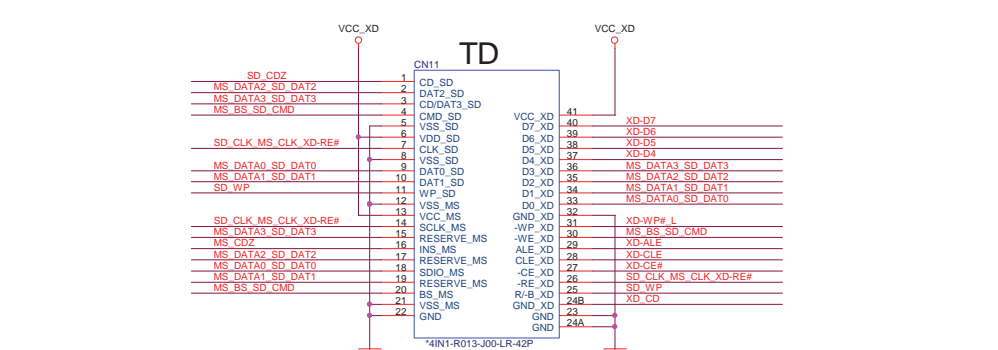 VCC_XD
VCC_XD
TD
CN11
SD_CDZ 1 CD_SD
MS_DATA2_SD_DAT2 2 DAT2_SD
MS_DATA3_SD_DAT3 3 CD/DAT3_SD
MS_BS_SD_CMD 4 CMD_SD
5 VSS_SD
6 VDD_SD
SD_CLK_MS_CLK_XD-RE# 7 CLK_SD
8 VSS_SD
MS_DATA0_SD_DAT0 9 DAT0_SD
MS_DATA1_SD_DAT1 10 DAT1_SD
SD_WP 11 WP_SD
12 VSS_MS
13 VCC_MS
SD_CLK_MS_CLK_XD-RE# 14 SCLK_MS
MS_DATA3_SD_DAT3 15 RESERVE_MS
MS_CDZ 16 INS_MS
MS_DATA2_SD_DAT2 17 RESERVE_MS
MS_DATA0_SD_DAT0 18 SDIO_MS
MS_DATA1_SD_DAT1 19 RESERVE_MS
MS_BS_SD_CMD 20 BS_MS
21 VSS_MS
22 GND
VCC_XD 41
D7_XD 40 XD-D7
D6_XD 39 XD-D6
D5_XD 38 XD-D5
D4_XD 37 XD-D4
D3_XD 36 MS_DATA3_SD_DAT3
D2_XD 35 MS_DATA2_SD_DAT2
D1_XD 34 MS_DATA1_SD_DAT1
D0_XD 33 MS_DATA0_SD_DAT0
GND_XD 32
-WP_XD 31 XD-WP#_L
-WE_XD 30 MS_BS_SD_CMD
ALE_XD 29 XD-ALE
CLE_XD 28 XD-CLE
-CE_XD 27 XD-CE#
-RE_XD 26 SD_CLK_MS_CLK_XD-RE#
R/-B_XD 25 SD_WP
GND_XD 24B XD_CD
GND 23
GND 24A
*4IN1-R013-J00-LR-42P